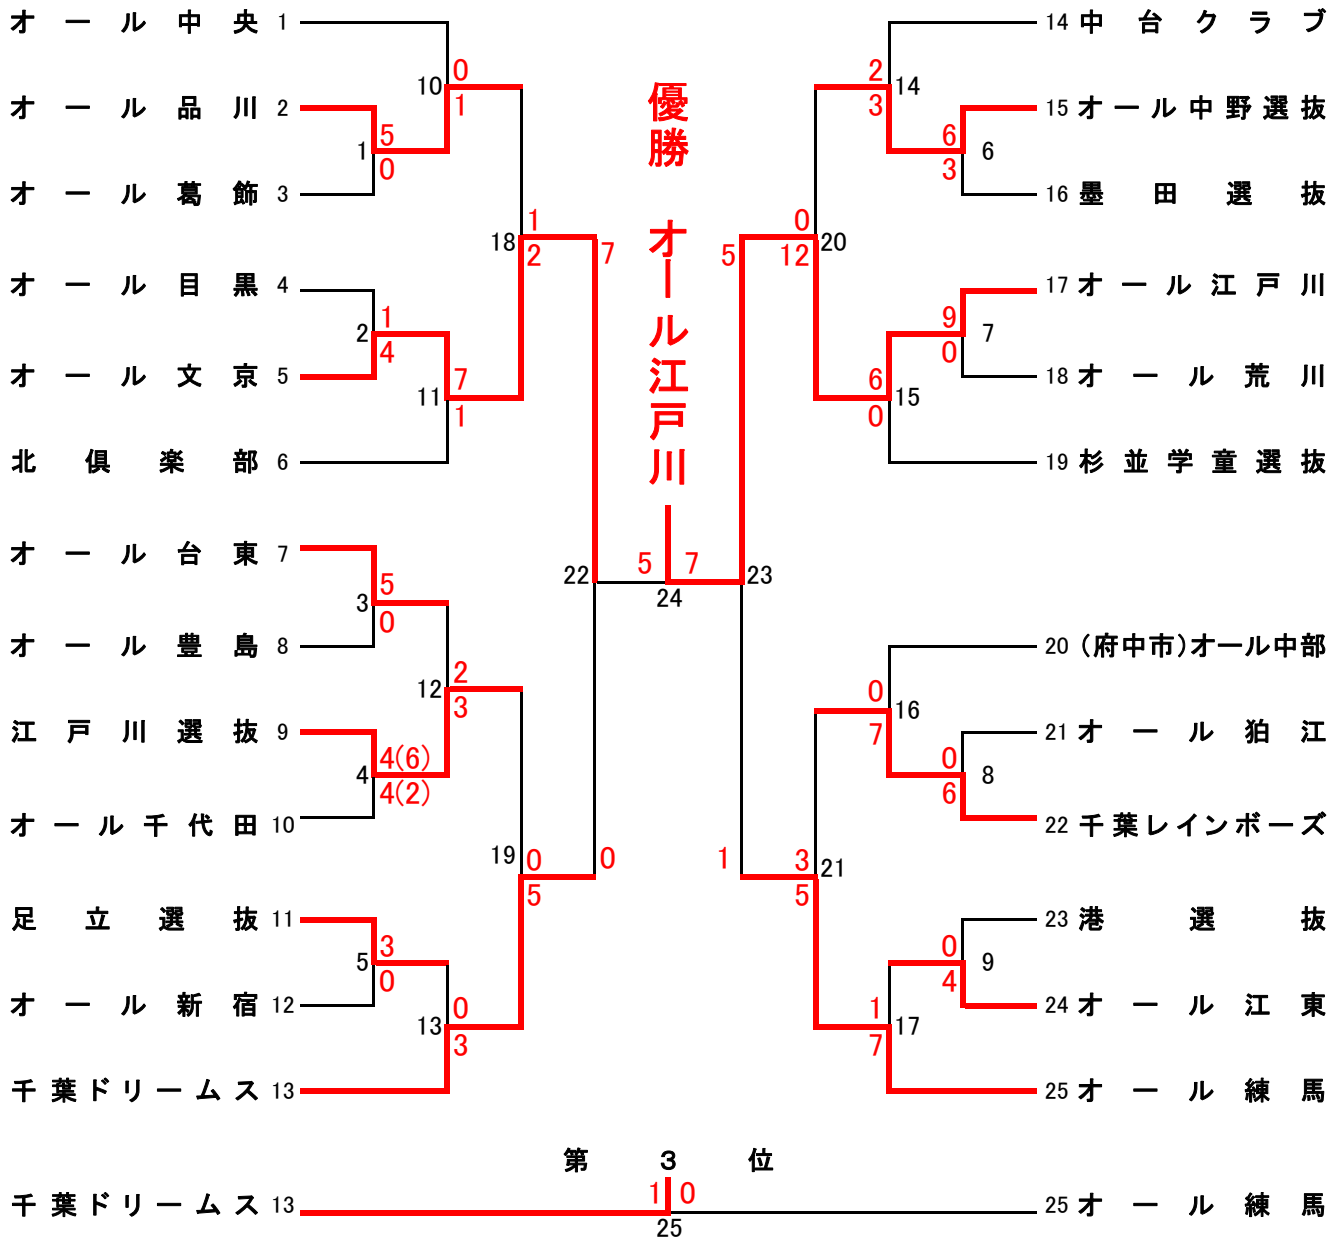 オール中央 1
10 0
1
オール品川 2
5
1 0
オール葛飾 3
18 1
2
オール目黒 4
1
2 4
オール文京 5
7
11 1
北倶楽部 6
7
オール台東 7
5
3 0
オール豊島 8
12 2
3
江戸川選抜 9
4(6)
4 4(2)
オール千代田 10
19 0
5
0
足立選抜 11
3
5 0
オール新宿 12
0
13 3
千葉ドリームス 13
22
優勝 オール江戸川
5 7
24
23
5
1
14 中台クラブ
2 14
3
15 オール中野選抜
6 6
3
16 墨田選抜
0 20
12
17 オール江戸川
9 7
0
18 オール荒川
6 15
0
19 杉並学童選抜
20 (府中市)オール中部
0 16
7
21 オール狛江
0 8
6
22 千葉レインボーズ
3 21
5
23 港選抜
0 9
4
24 オール江東
1 17
7
25 オール練馬
第3位
千葉ドリームス 13
1 0
25
25 オール練馬